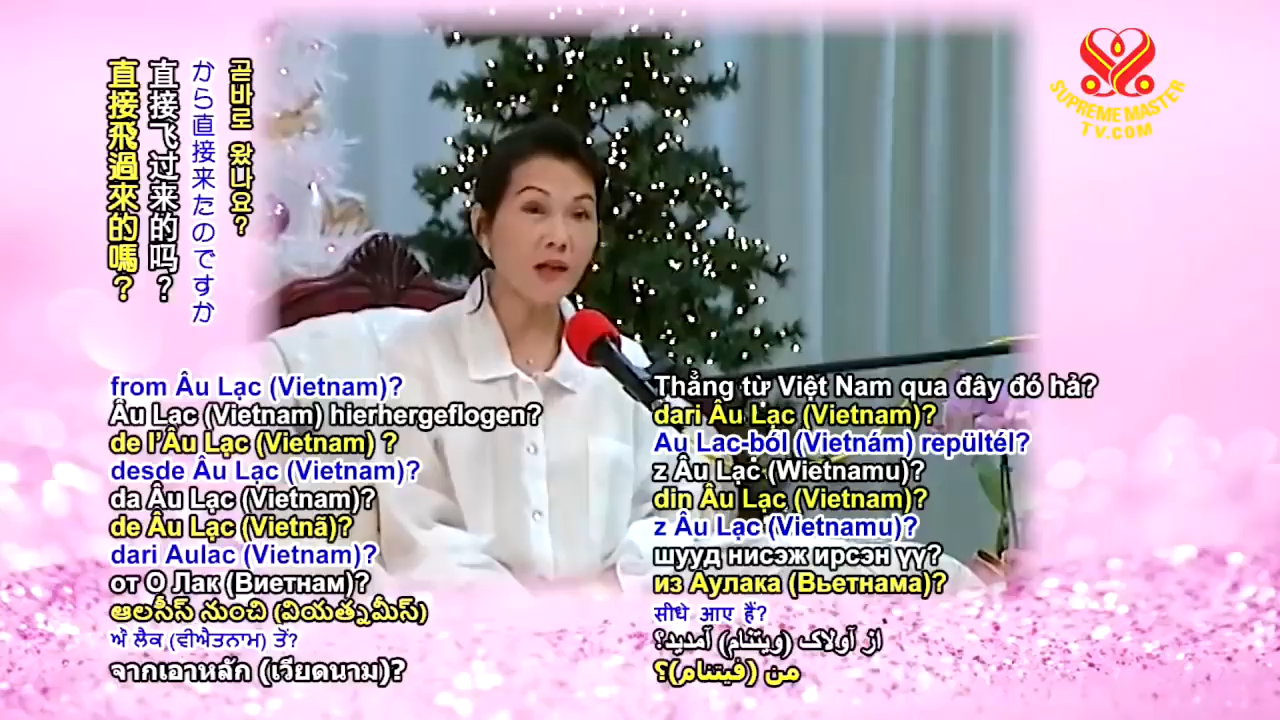 SUPREME MASTER
TV.COM
곧바로 왔나요?
から直接来たのですか
直接飞过来的吗？
直接飛過來的嗎？
from Âu Lạc (Vietnam)?
Âu Lạc (Vietnam) hierhergeflogen?
de l’Âu Lạc (Vietnam) ?
desde Âu Lạc (Vietnam)?
da Âu Lạc (Vietnam)?
de Âu Lạc (Vietnã)?
dari Aulac (Vietnam)?
от О Лак (Виетнам)?
ఆలసీస్ నుంచి (వియత్నమీస్)
ਔ ਲੈਕ (ਵੀਐਤਨਾਮ) ਤੋਂ?
จากเอาหลัก (เวียดนาม)?
Thẳng từ Việt Nam qua đây đó hả?
dari Âu Lạc (Vietnam)?
Au Lac-ból (Vietnám) repültél?
z Âu Lạc (Wietnamu)?
din Âu Lạc (Vietnam)?
z Âu Lạc (Vietnamu)?
шууд нисэж ирсэн үү?
из Аулака (Вьетнама)?
सीधे आए हैं?
از آولاک (ویتنام) آمدید؟
من (فيتنام)؟